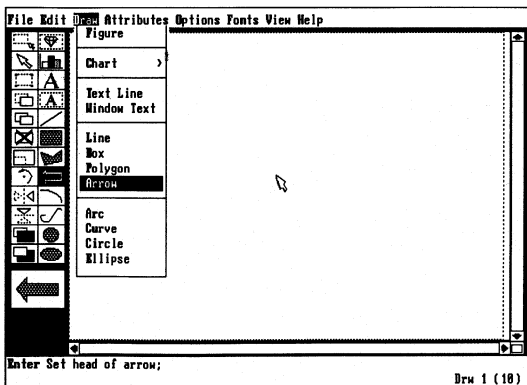 File Edit Draw Attributes Options Fonts View Help
Figure
Chart >
Text Line
Window Text
Line
Box
Polygon
Arrow
Arc
Curve
Circle
Ellipse
A
A
Enter Set head of arrow;
Drw 1 (10)